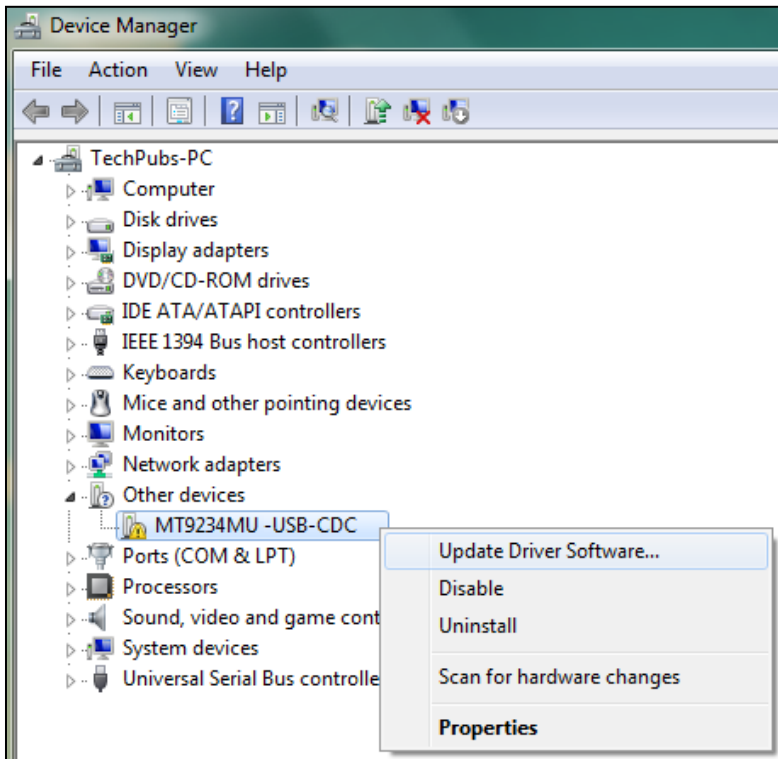 Device Manager
File Action View Help
TechPubs-PC
Computer
Disk drives
Display adapters
DVD/CD-ROM drives
IDE ATA/ATAPI controllers
IEEE 1394 Bus host controllers
Keyboards
Mice and other pointing devices
Monitors
Network adapters
Other devices
MT9234MU -USB-CDC
Ports (COM & LPT)
Processors
Sound, video and game cont
System devices
Universal Serial Bus controlle
Update Driver Software...
Disable
Uninstall
Scan for hardware changes
Properties